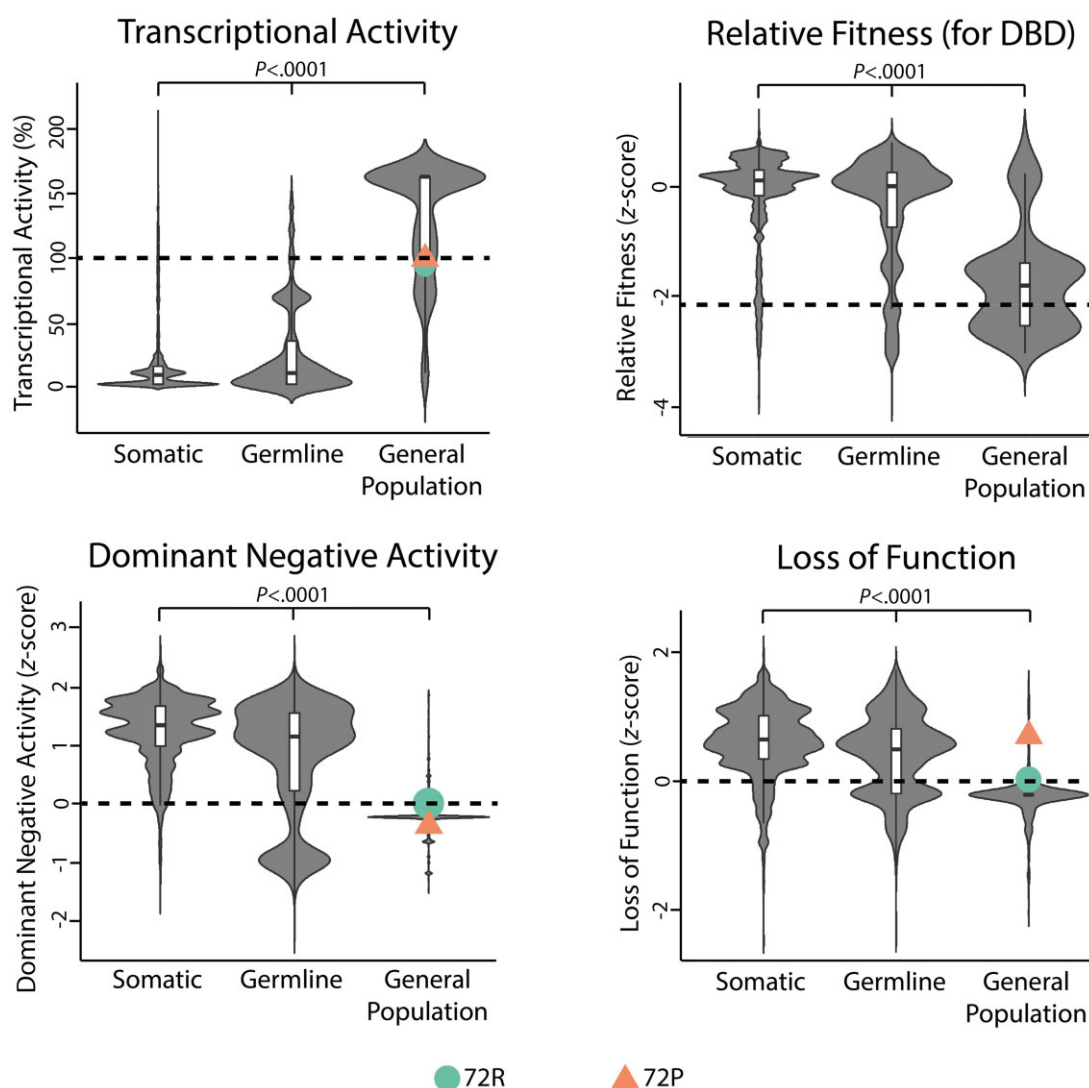 Transcriptional Activity
P<.0001
Transcriptional Activity (%)
200
150
100
50
0
Somatic
Germline
General
Population
Relative Fitness (for DBD)
P<.0001
Relative Fitness (z-score)
0
-2
-4
Somatic
Germline
General
Population
Dominant Negative Activity
P<.0001
Dominant Negative Activity (z-score)
3
2
1
0
-1
-2
Somatic
Germline
General
Population
Loss of Function
P<.0001
Loss of Function (z-score)
2
0
-2
Somatic
Germline
General
Population
72R
72P